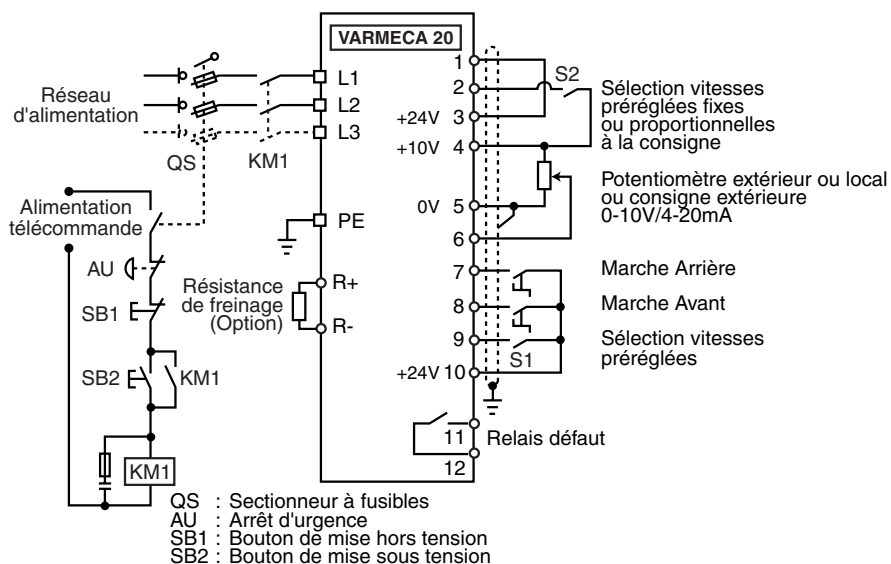 VARMECA 20
Réseau
d'alimentation
QS
KM1
L1
L2
L3
PE
R+
R-
Résistance
de freinage
(Option)
Alimentation
télécommande
AU
SB1
SB2
KM1
KM1
1
2
+24V 3
+10V 4
0V 5
6
7
8
9
+24V 10
11
12
S2
Sélection vitesses
préréglées fixes
ou proportionnelles
à la consigne
Potentiomètre extérieur ou local
ou consigne extérieure
0-10V/4-20mA
Marche Arrière
Marche Avant
S1
Sélection vitesses
préréglées
Relais défaut
QS : Sectionneur à fusibles
AU : Arrêt d'urgence
SB1 : Bouton de mise hors tension
SB2 : Bouton de mise sous tension